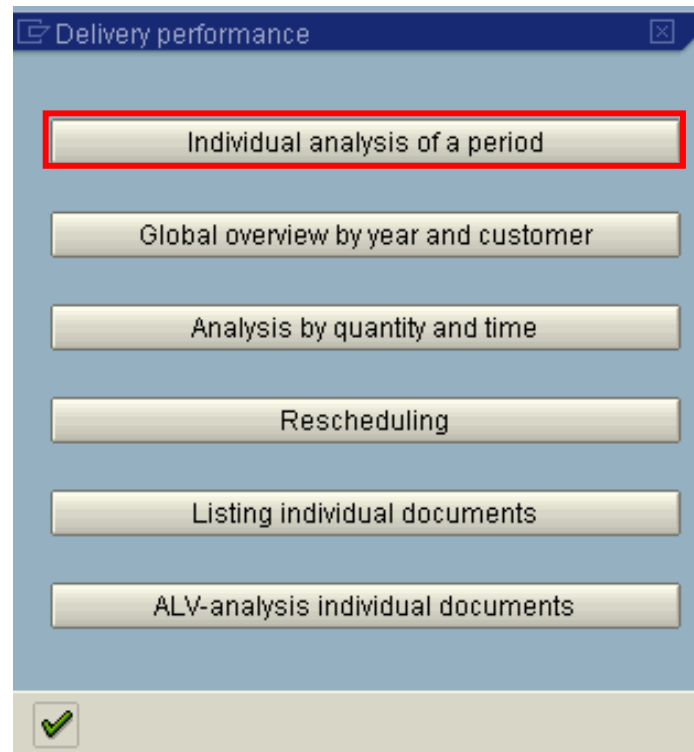 Delivery performance
Individual analysis of a period
Global overview by year and customer
Analysis by quantity and time
Rescheduling
Listing individual documents
ALV-analysis individual documents